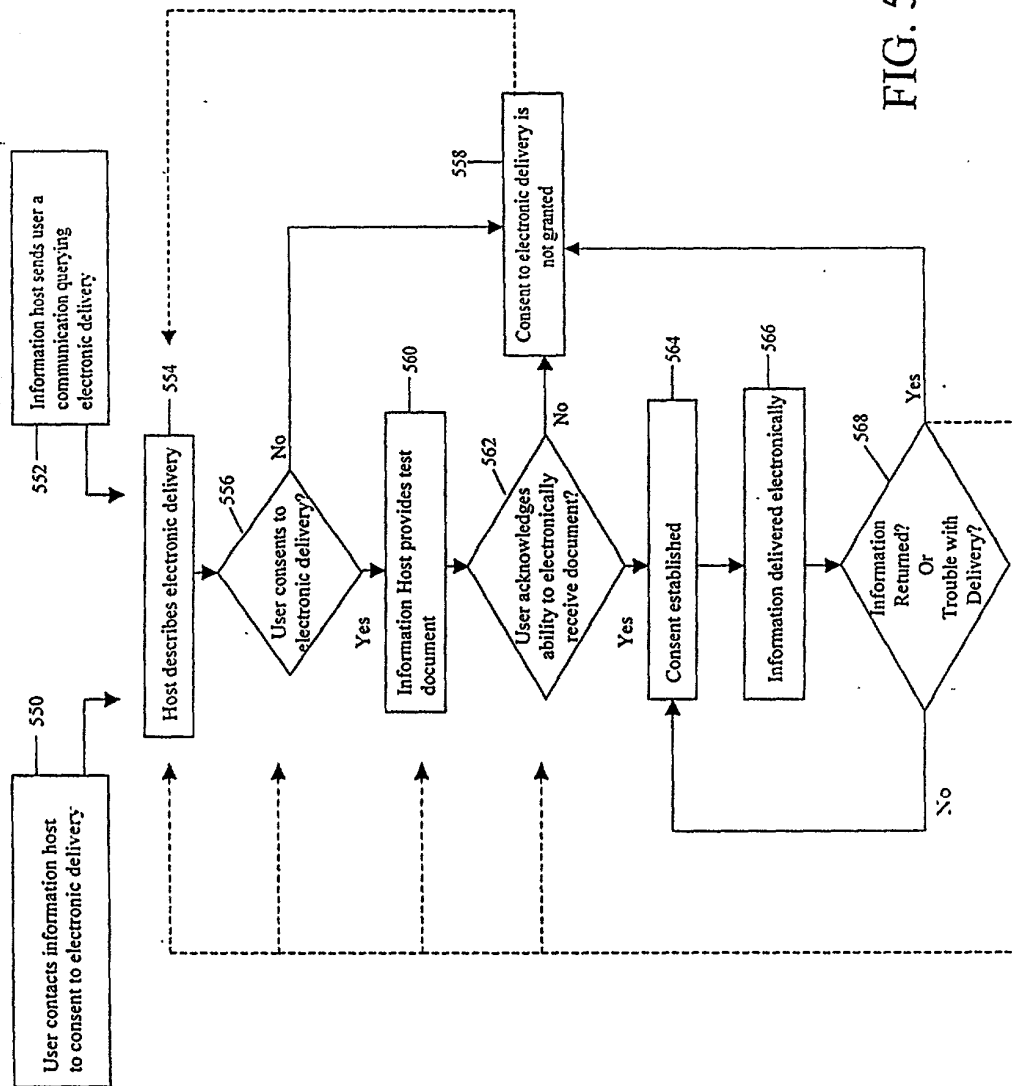 550
User contacts information host
to consent to electronic delivery
552
Information host sends user a
communication querying
electronic delivery
Host describes electronic delivery
554
556
User consents to
electronic delivery?
No
Yes
558
Consent to electronic delivery is
not granted
Information Host provides test
document
560
562
User acknowledges
ability to electronically
receive document?
No
Yes
Consent established
564
Information delivered electronically
566
568
Information
Returned?
Or
Trouble with
Delivery?
Yes
No
FIG. 5